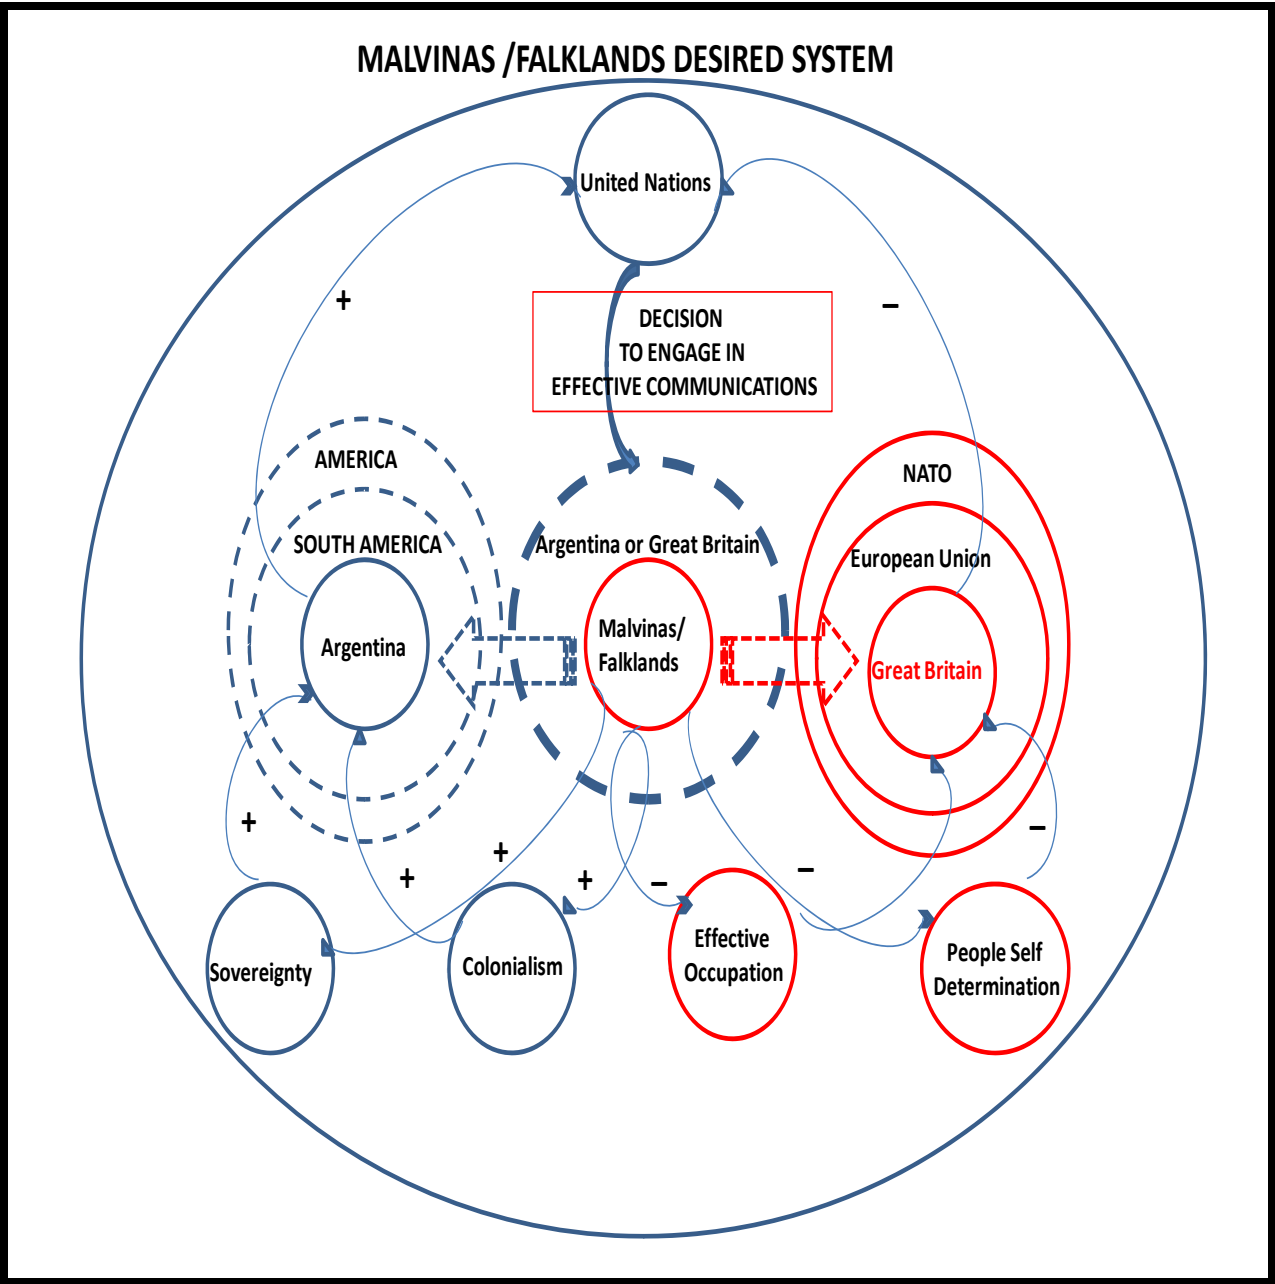 MALVINAS /FALKLANDS DESIRED SYSTEM
United Nations
+
–
DECISION
TO ENGAGE IN
EFFECTIVE COMMUNICATIONS
AMERICA
NATO
SOUTH AMERICA
Argentina or Great Britain
European Union
Argentina
Malvinas/
Falklands
Great Britain
+
–
+
+
+
–
–
Sovereignty
Colonialism
Effective
Occupation
People Self
Determination